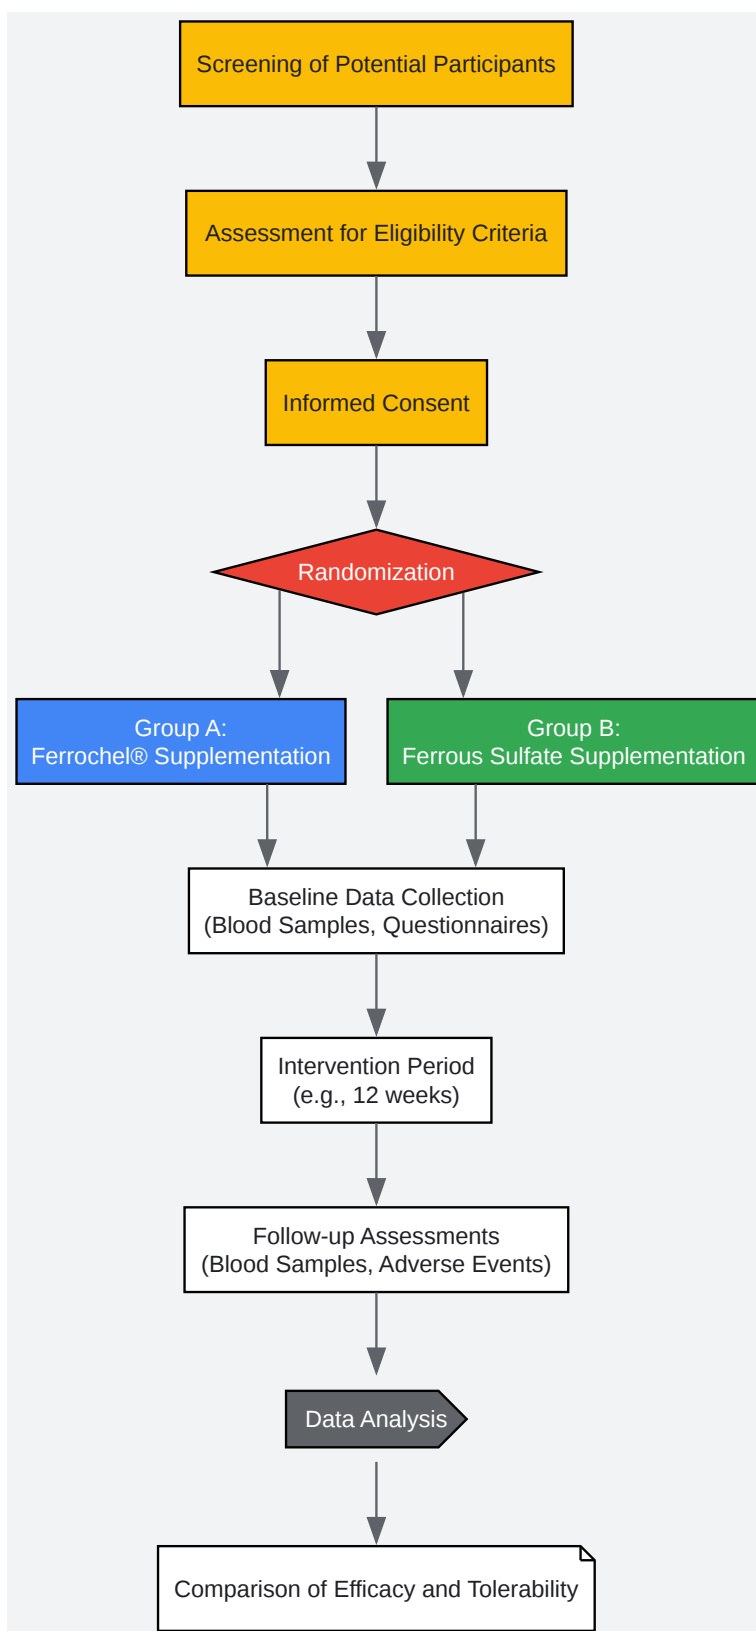 Screening of Potential Participants
Assessment for Eligibility Criteria
Informed Consent
Randomization
Group A:
Ferrochel® Supplementation
Group B:
Ferrous Sulfate Supplementation
Baseline Data Collection
(Blood Samples, Questionnaires)
Intervention Period
(e.g., 12 weeks)
Follow-up Assessments
(Blood Samples, Adverse Events)
Data Analysis
Comparison of Efficacy and Tolerability